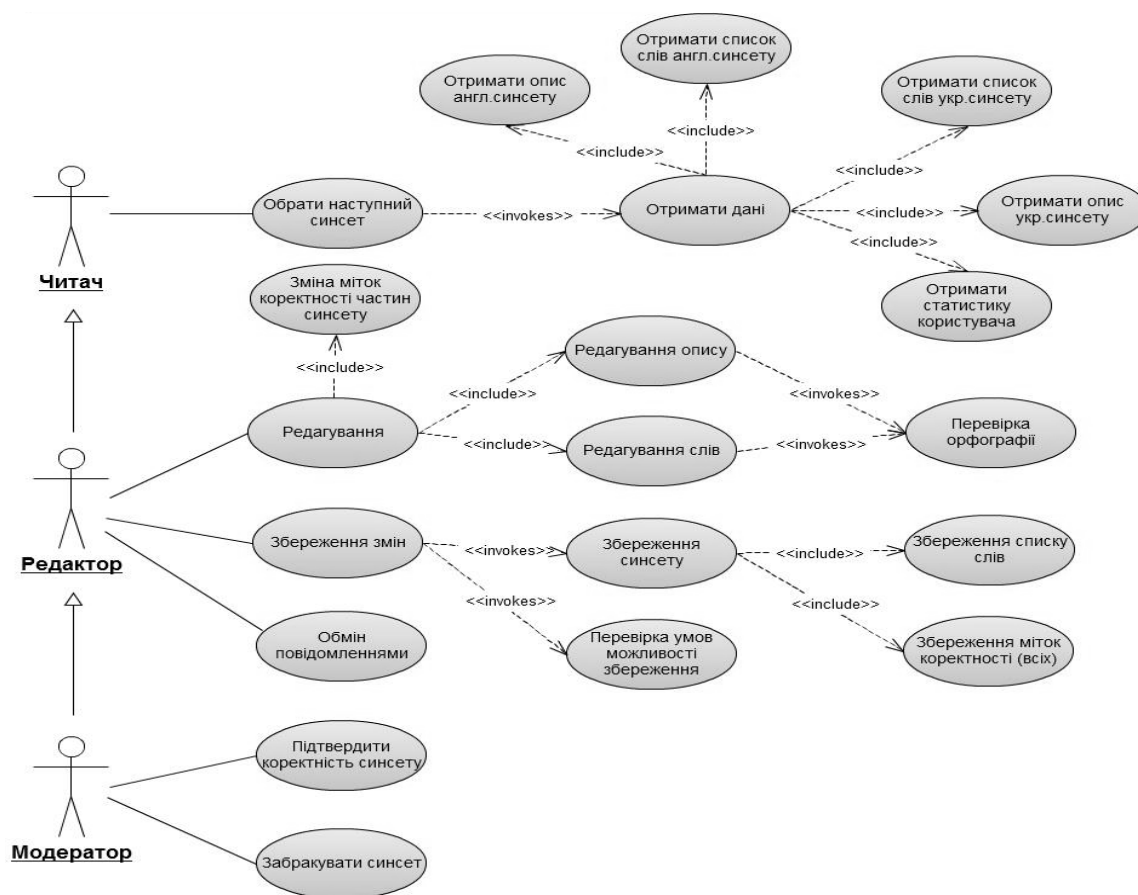 Отримати список
слів англ.синсету
Отримати опис
англ.синсету
Отримати список
слів укр.синсету
<<include>>
<<include>>
<<include>>
Обрати наступний
синсет
<<invokes>>
Отримати дані
<<include>>
Отримати опис
укр.синсету
<<include>>
Читач
Зміна міток
коректності частин
синсету
Отримати
статистику
користувача
<<include>>
Редагування опису
<<include>>
<<invokes>>
Редагування
<<include>>
Редагування слів
<<invokes>>
Перевірка
орфографії
Редактор
Збереження змін
<<invokes>>
Збереження
синсету
<<include>>
Збереження списку
слів
<<invokes>>
<<include>>
Обмін
повідомленнями
Перевірка умов
можливості
збереження
Збереження міток
коректності (всіх)
Підтвердити
коректність синсету
Модератор
Забракувати синсет